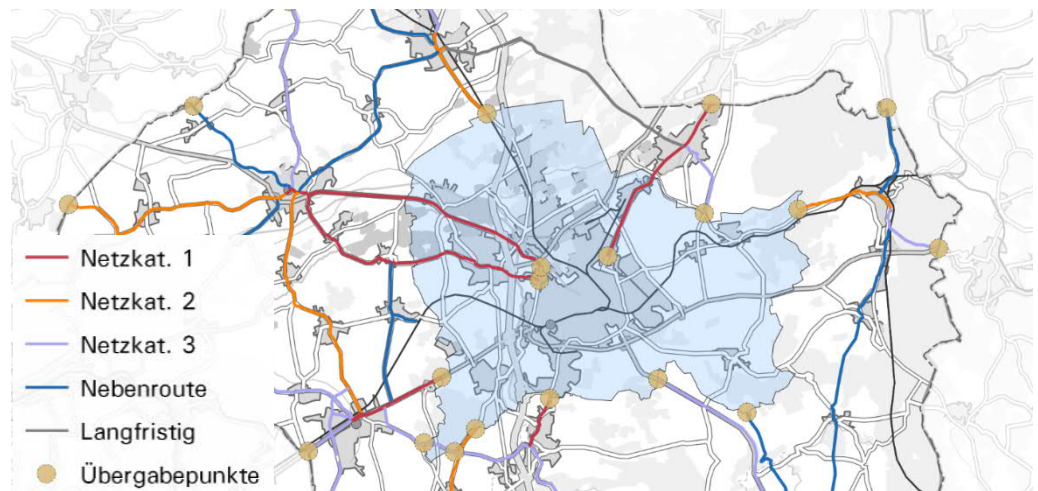 Netzkat. 1
Netzkat. 2
Netzkat. 3
Nebenroute
Langfristig
Übergabepunkte